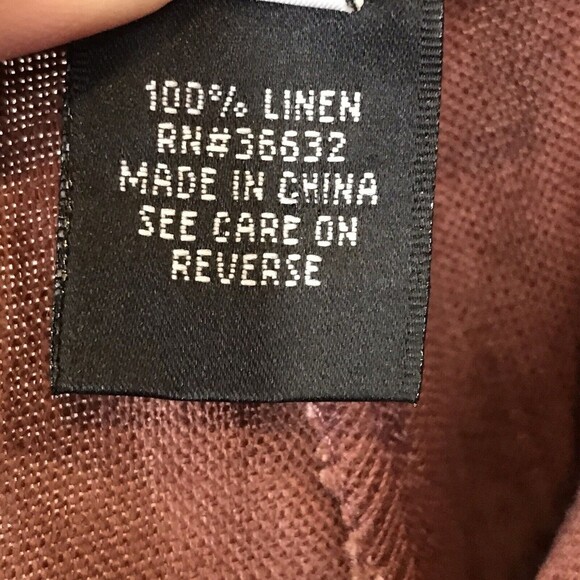 100% LINEN
RN#36632
MADE IN CHINA
SEE CARE ON
REVERSE